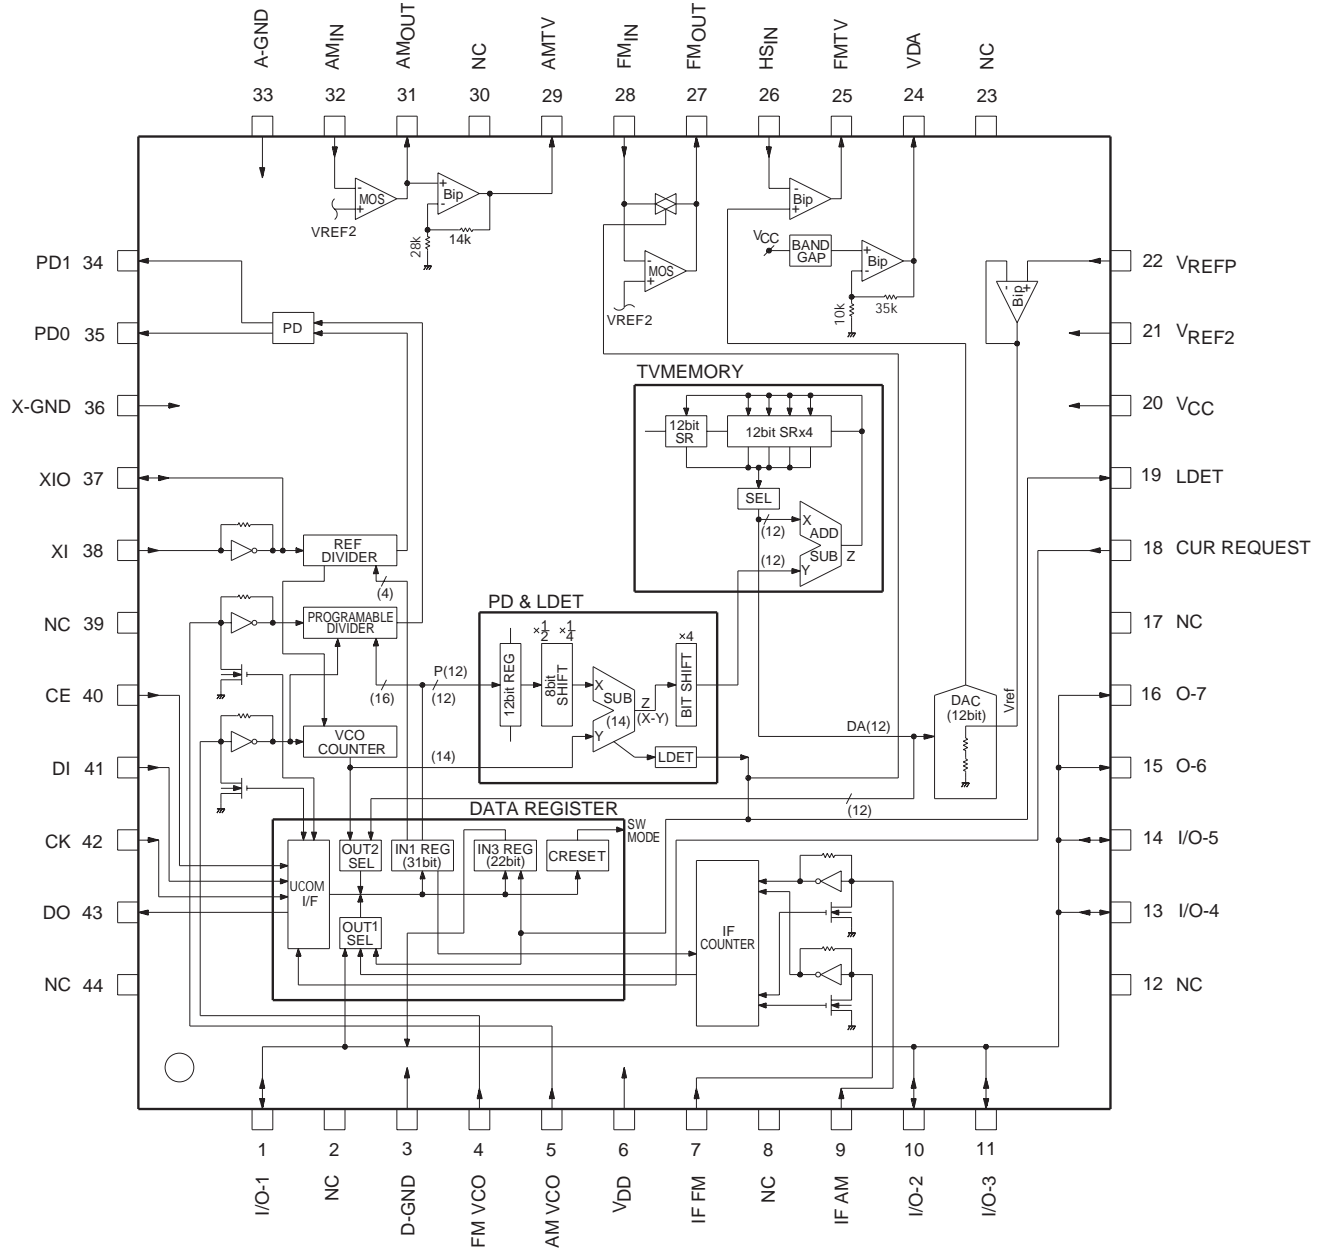 A-GND
AMIN
AMOUT
NC
AMTV
FMIN
FMOUT
HSIN
FMTV
VDA
NC
33
32
31
30
29
28
27
26
25
24
23
-
MOS
+
VREF2
+
Bip
-
28k
14k
-
MOS
+
VREF2
-
Bip
+
VCC
BAND
GAP
+
Bip
-
10k
35k
-
Bip
+
PD1 34
PD0 35
X-GND 36
XIO 37
XI 38
NC 39
CE 40
DI 41
CK 42
DO 43
NC 44
22 VREFP
21 VREF2
20 VCC
19 LDET
18 CUR REQUEST
17 NC
16 O-7
15 O-6
14 I/O-5
13 I/O-4
12 NC
PD
REF
DIVIDER
(4)
PROGRAMABLE
DIVIDER
(16)
P(12)
(12)
VCO
COUNTER
(14)
TVMEMORY
12bit
SR
12bit SRx4
SEL
(12)
(12)
X
ADD
SUB
Y
Z
PD & LDET
12bit REG
×1/2
×1/4
8bit
SHIFT
X
SUB
(14)
Y
Z
(X-Y)
×4
BIT SHIFT
LDET
DA(12)
DAC
(12bit)
Vref
(12)
DATA REGISTER
SW
MODE
UCOM
I/F
OUT2
SEL
IN1 REG
(31bit)
IN3 REG
(22bit)
CRESET
OUT1
SEL
IF
COUNTER
1
2
3
4
5
6
7
8
9
10
11
I/O-1
NC
D-GND
FM VCO
AM VCO
VDD
IF FM
NC
IF AM
I/O-2
I/O-3